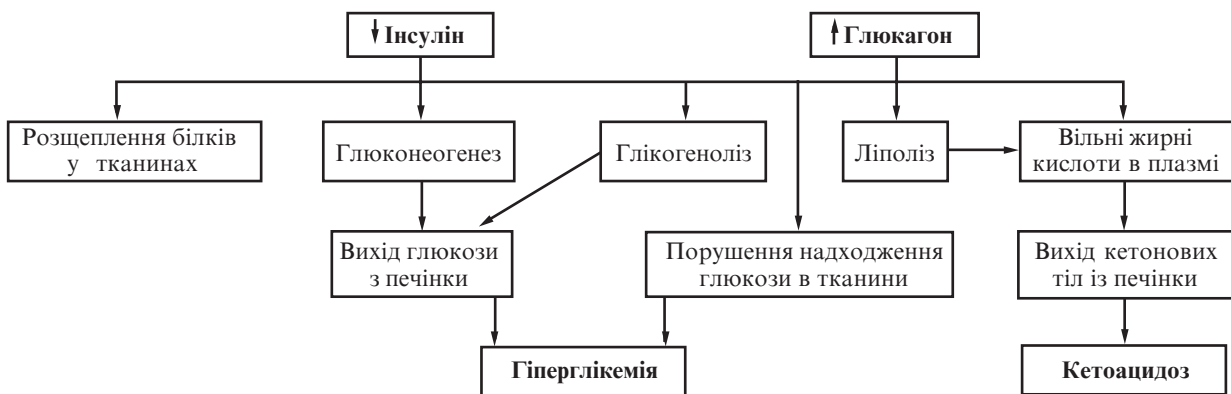 ↓ Інсулін
↑ Глюкагон
Розщеплення білків
у тканинах
Глюконеогенез
Глікогеноліз
Ліполіз
Вільні жирні
кислоти в плазмі
Вихід глюкози
з печінки
Порушення надходження
глюкози в тканини
Вихід кетонових
тіл із печінки
Гіперглікемія
Кетоацидоз